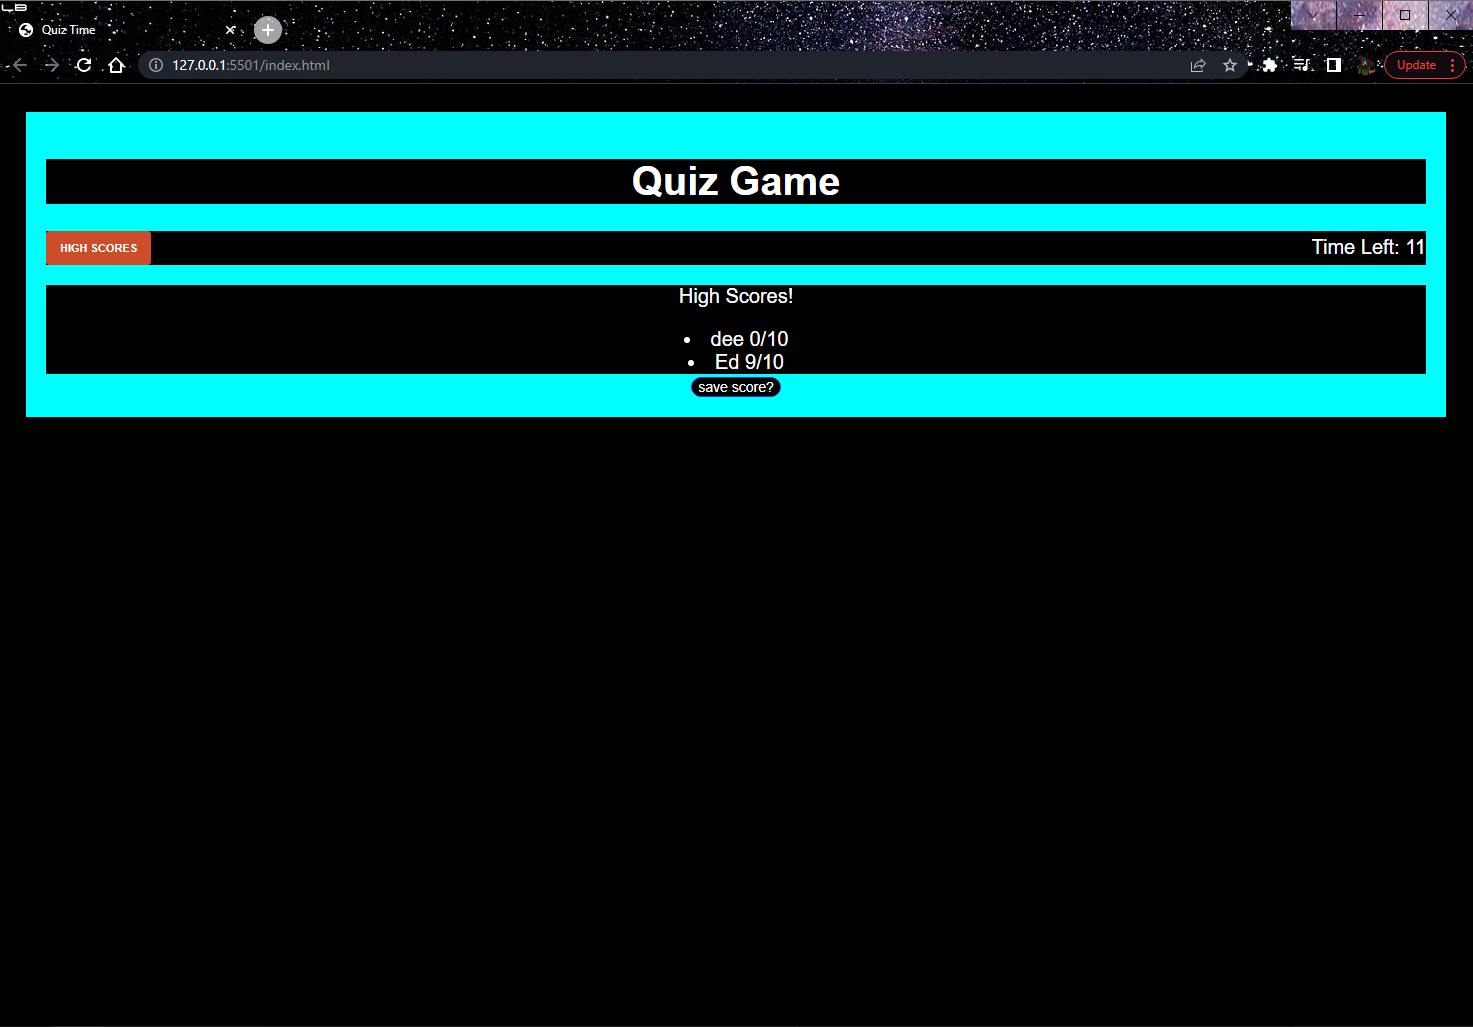 Quiz Time
127.0.0.1:5501/index.html
Update
Quiz Game
HIGH SCORES
Time Left: 11
High Scores!
• dee 0/10
• Ed 9/10
save score?